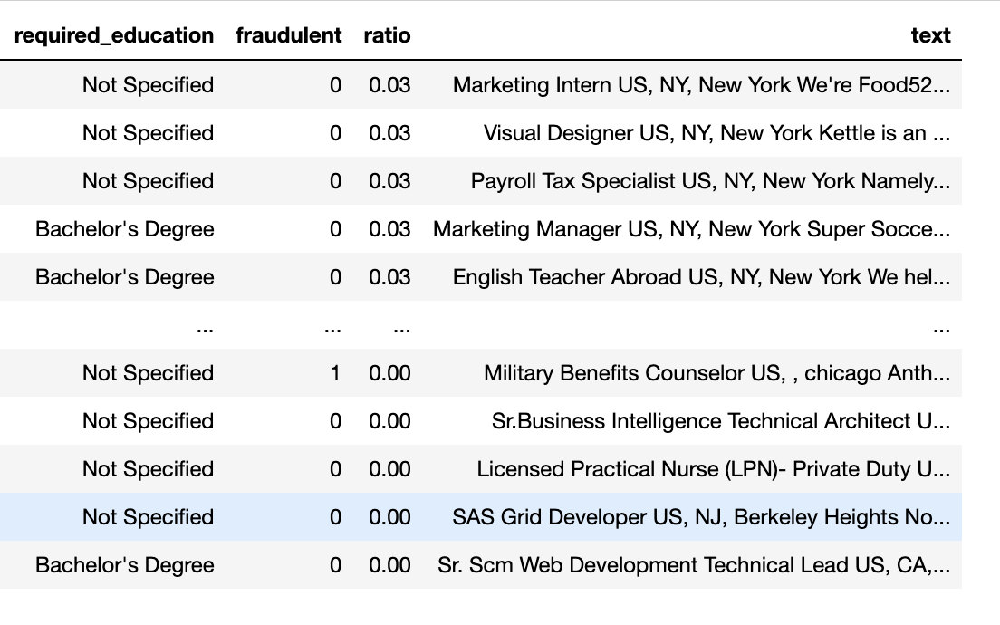 required_education fraudulent ratio text
Not Specified 0 0.03 Marketing Intern US, NY, New York We're Food52...
Not Specified 0 0.03 Visual Designer US, NY, New York Kettle is an ...
Not Specified 0 0.03 Payroll Tax Specialist US, NY, New York Namely...
Bachelor's Degree 0 0.03 Marketing Manager US, NY, New York Super Socce...
Bachelor's Degree 0 0.03 English Teacher Abroad US, NY, New York We hel...
... ... ... ...
Not Specified 1 0.00 Military Benefits Counselor US, , chicago Anth...
Not Specified 0 0.00 Sr.Business Intelligence Technical Architect U...
Not Specified 0 0.00 Licensed Practical Nurse (LPN)- Private Duty U...
Not Specified 0 0.00 SAS Grid Developer US, NJ, Berkeley Heights No...
Bachelor's Degree 0 0.00 Sr. Scm Web Development Technical Lead US, CA,...